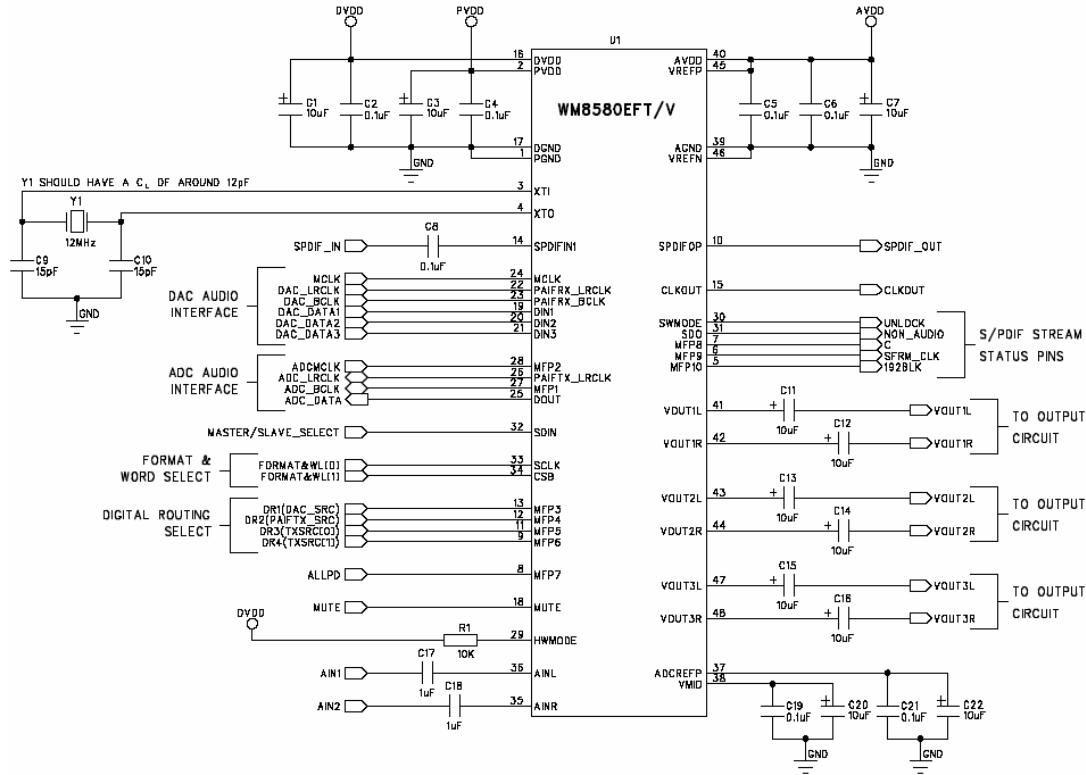 DVDD
PVDD
AVDD
U1
WM8580EFT/V
16 DVDD
2 PVDD
40 AVDD
45 VREFP
C1
10uF
C2
0.1uF
C3
10uF
C4
0.1uF
C5
0.1uF
C6
0.1uF
C7
10uF
17 DGND
1 PGND
39 AGND
46 VREFN
GND
GND
Y1 SHOULD HAVE A CL OF AROUND 12pF
3 XTI
4 XTO
Y1
12MHz
C9
15pF
C10
15pF
GND
SPDIF_IN
C8
0.1uF
14 SPDIFIN1
SPDIFOP 10 SPDIF_OUT
DAC AUDIO
INTERFACE
MCLK 24 MCLK
DAC_LRCLK 22 PAIFRX_LRCLK
DAC_BCLK 23 PAIFRX_BCLK
DAC_DATA1 19 DIN1
DAC_DATA2 20 DIN2
DAC_DATA3 21 DIN3
CLKOUT 15 CLKOUT
SWMODE 30 UNLOCK
SDO 31 NON_AUDIO
MFP8 7 C
MFP9 6 SFRM_CLK
MFP10 5 192BLK
S/PDIF STREAM
STATUS PINS
ADC AUDIO
INTERFACE
ADCMCLK 28 MFP2
ADC_LRCLK 26 PAIFTX_LRCLK
ADC_BCLK 27 MFP1
ADC_DATA 25 DOUT
MASTER/SLAVE_SELECT 32 SDIN
FORMAT &
WORD SELECT
FORMAT&WL[0] 33 SCLK
FORMAT&WL[1] 34 CSB
DIGITAL ROUTING
SELECT
DR1(DAC_SRC) 13 MFP3
DR2(PAIFTX_SRC) 12 MFP4
DR3(TXSRC[0]) 11 MFP5
DR4(TXSRC[1]) 9 MFP6
ALLPD 8 MFP7
MUTE 18 MUTE
DVDD
R1
10K
29 HWMODE
AIN1
C17
1uF
36 AINL
AIN2
C18
1uF
35 AINR
VOUT1L 41
C11
10uF
VOUT1L
VOUT1R 42
C12
10uF
VOUT1R
TO OUTPUT
CIRCUIT
VOUT2L 43
C13
10uF
VOUT2L
VOUT2R 44
C14
10uF
VOUT2R
TO OUTPUT
CIRCUIT
VOUT3L 47
C15
10uF
VOUT3L
VOUT3R 48
C16
10uF
VOUT3R
TO OUTPUT
CIRCUIT
ADCREFP 37
VMID 38
C19
0.1uF
C20
10uF
C21
0.1uF
C22
10uF
GND
GND